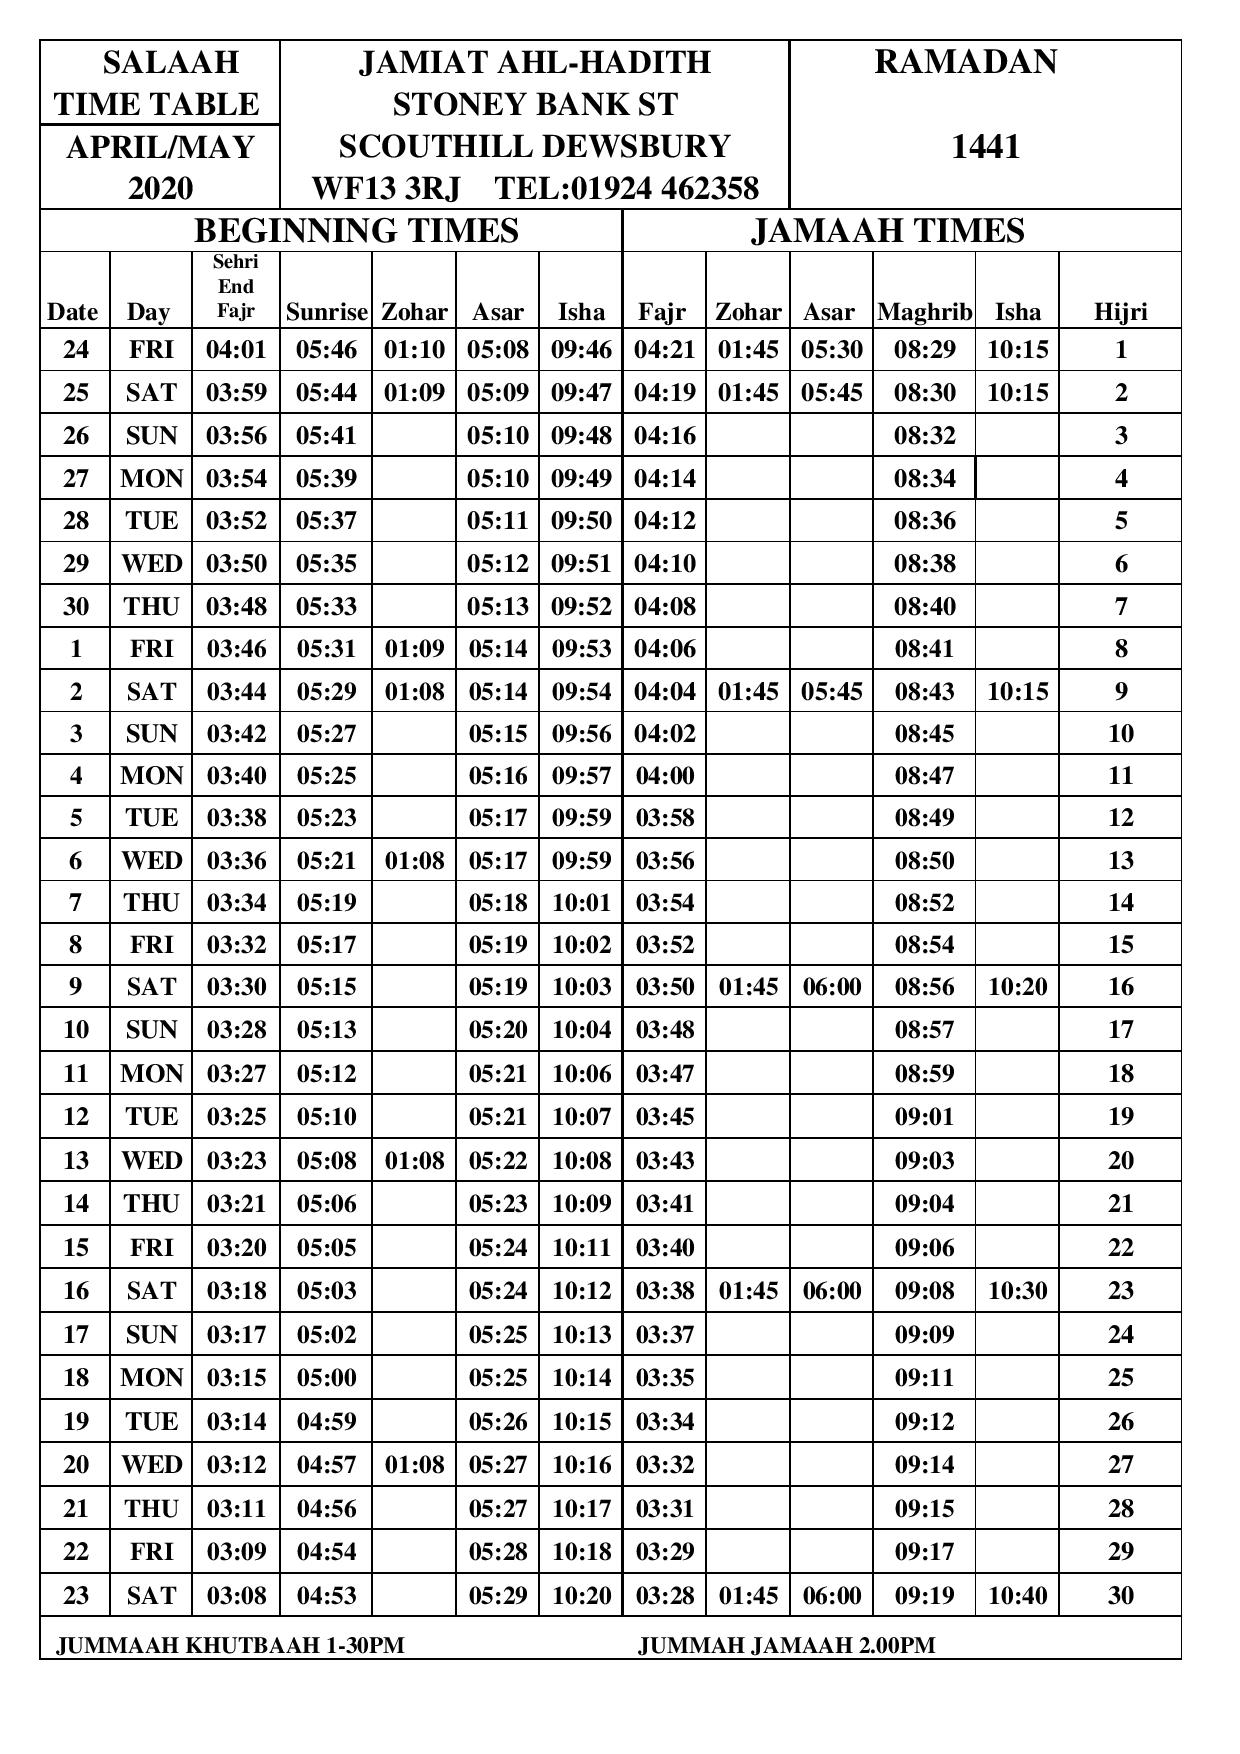 SALAAH
TIME TABLE
APRIL/MAY
2020
JAMIAT AHL-HADITH
STONEY BANK ST
SCOUTHILL DEWSBURY
WF13 3RJ TEL:01924 462358
RAMADAN
1441
BEGINNING TIMES JAMAAH TIMES
Date Day Sehri End Fajr Sunrise Zohar Asar Isha Fajr Zohar Asar Maghrib Isha Hijri
24 FRI 04:01 05:46 01:10 05:08 09:46 04:21 01:45 05:30 08:29 10:15 1
25 SAT 03:59 05:44 01:09 05:09 09:47 04:19 01:45 05:45 08:30 10:15 2
26 SUN 03:56 05:41 05:10 09:48 04:16 08:32 3
27 MON 03:54 05:39 05:10 09:49 04:14 08:34 4
28 TUE 03:52 05:37 05:11 09:50 04:12 08:36 5
29 WED 03:50 05:35 05:12 09:51 04:10 08:38 6
30 THU 03:48 05:33 05:13 09:52 04:08 08:40 7
1 FRI 03:46 05:31 01:09 05:14 09:53 04:06 08:41 8
2 SAT 03:44 05:29 01:08 05:14 09:54 04:04 01:45 05:45 08:43 10:15 9
3 SUN 03:42 05:27 05:15 09:56 04:02 08:45 10
4 MON 03:40 05:25 05:16 09:57 04:00 08:47 11
5 TUE 03:38 05:23 05:17 09:59 03:58 08:49 12
6 WED 03:36 05:21 01:08 05:17 09:59 03:56 08:50 13
7 THU 03:34 05:19 05:18 10:01 03:54 08:52 14
8 FRI 03:32 05:17 05:19 10:02 03:52 08:54 15
9 SAT 03:30 05:15 05:19 10:03 03:50 01:45 06:00 08:56 10:20 16
10 SUN 03:28 05:13 05:20 10:04 03:48 08:57 17
11 MON 03:27 05:12 05:21 10:06 03:47 08:59 18
12 TUE 03:25 05:10 05:21 10:07 03:45 09:01 19
13 WED 03:23 05:08 01:08 05:22 10:08 03:43 09:03 20
14 THU 03:21 05:06 05:23 10:09 03:41 09:04 21
15 FRI 03:20 05:05 05:24 10:11 03:40 09:06 22
16 SAT 03:18 05:03 05:24 10:12 03:38 01:45 06:00 09:08 10:30 23
17 SUN 03:17 05:02 05:25 10:13 03:37 09:09 24
18 MON 03:15 05:00 05:25 10:14 03:35 09:11 25
19 TUE 03:14 04:59 05:26 10:15 03:34 09:12 26
20 WED 03:12 04:57 01:08 05:27 10:16 03:32 09:14 27
21 THU 03:11 04:56 05:27 10:17 03:31 09:15 28
22 FRI 03:09 04:54 05:28 10:18 03:29 09:17 29
23 SAT 03:08 04:53 05:29 10:20 03:28 01:45 06:00 09:19 10:40 30
JUMMAAH KHUTBAAH 1-30PM JUMMAH JAMAAH 2.00PM